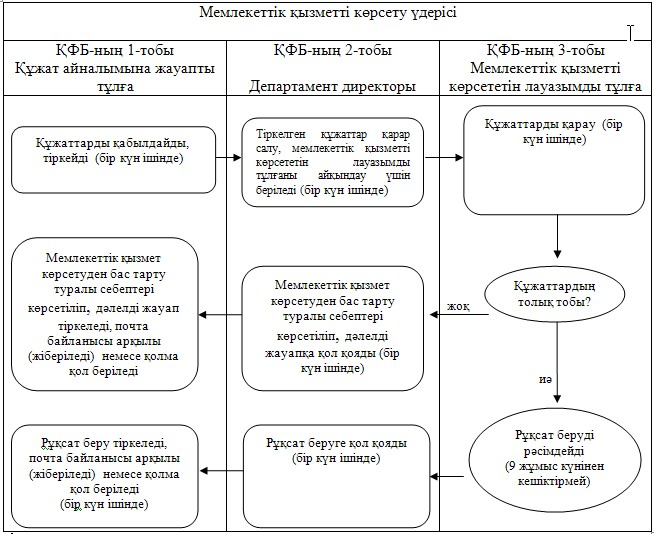 Мемлекеттік қызметті көрсету үдерісі
ҚФБ-ның 1-тобы
Құжат айналымына жауапты
тұлға
ҚФБ-ның 2-тобы
Департамент директоры
ҚФБ-ның 3-тобы
Мемлекеттік қызметті
көрсететін лауазымды тұлға
Құжаттарды қабылдайды,
тіркейді (бір күн ішінде)
Тіркелген құжаттар қарар
салу, мемлекеттік қызметті
көрсететін лауазымды
тұлғаны айқындау үшін
беріледі (бір күн ішінде)
Құжаттарды қарау (бір
күн ішінде)
Мемлекеттік қызмет
көрсетуден бас тарту
туралы себептері
көрсетіліп, дәлелді жауап
тіркеледі, почта
байланысы арқылы
(жіберіледі) немесе қолма
қол беріледі
Мемлекеттік қызмет
көрсетуден бас тарту
туралы себептері
көрсетіліп, дәлелді
жауапқа қол қояды (бір
күн ішінде)
жоқ
Құжаттардың
толық тобы?
иә
Рұқсат беру тіркеледі,
почта байланысы арқылы
(жіберіледі) немесе қолма
қол беріледі
(бір күн ішінде)
Рұқсат беруге қол қояды
(бір күн ішінде)
Рұқсат беруді
рәсімдейді
(9 жұмыс күнінен
кешіктірмей)